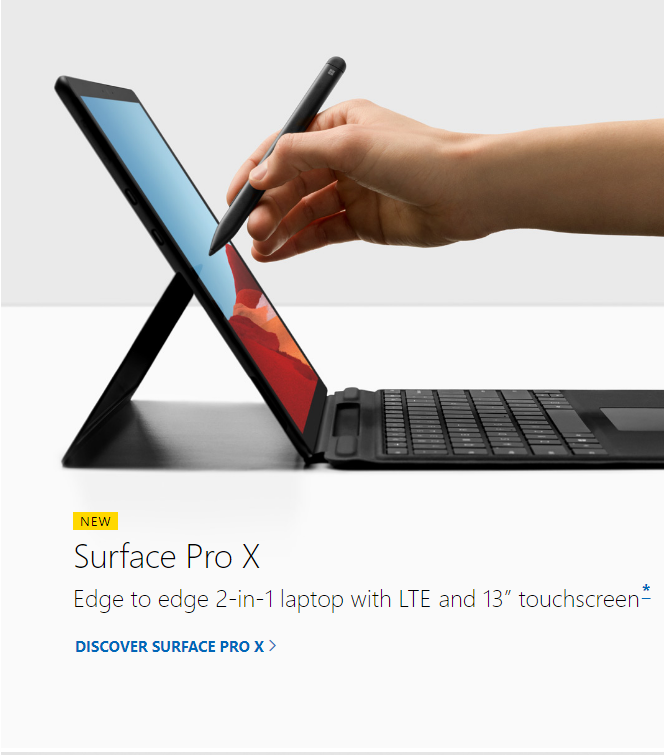 NEW
Surface Pro X
Edge to edge 2-in-1 laptop with LTE and 13” touchscreen*
DISCOVER SURFACE PRO X >